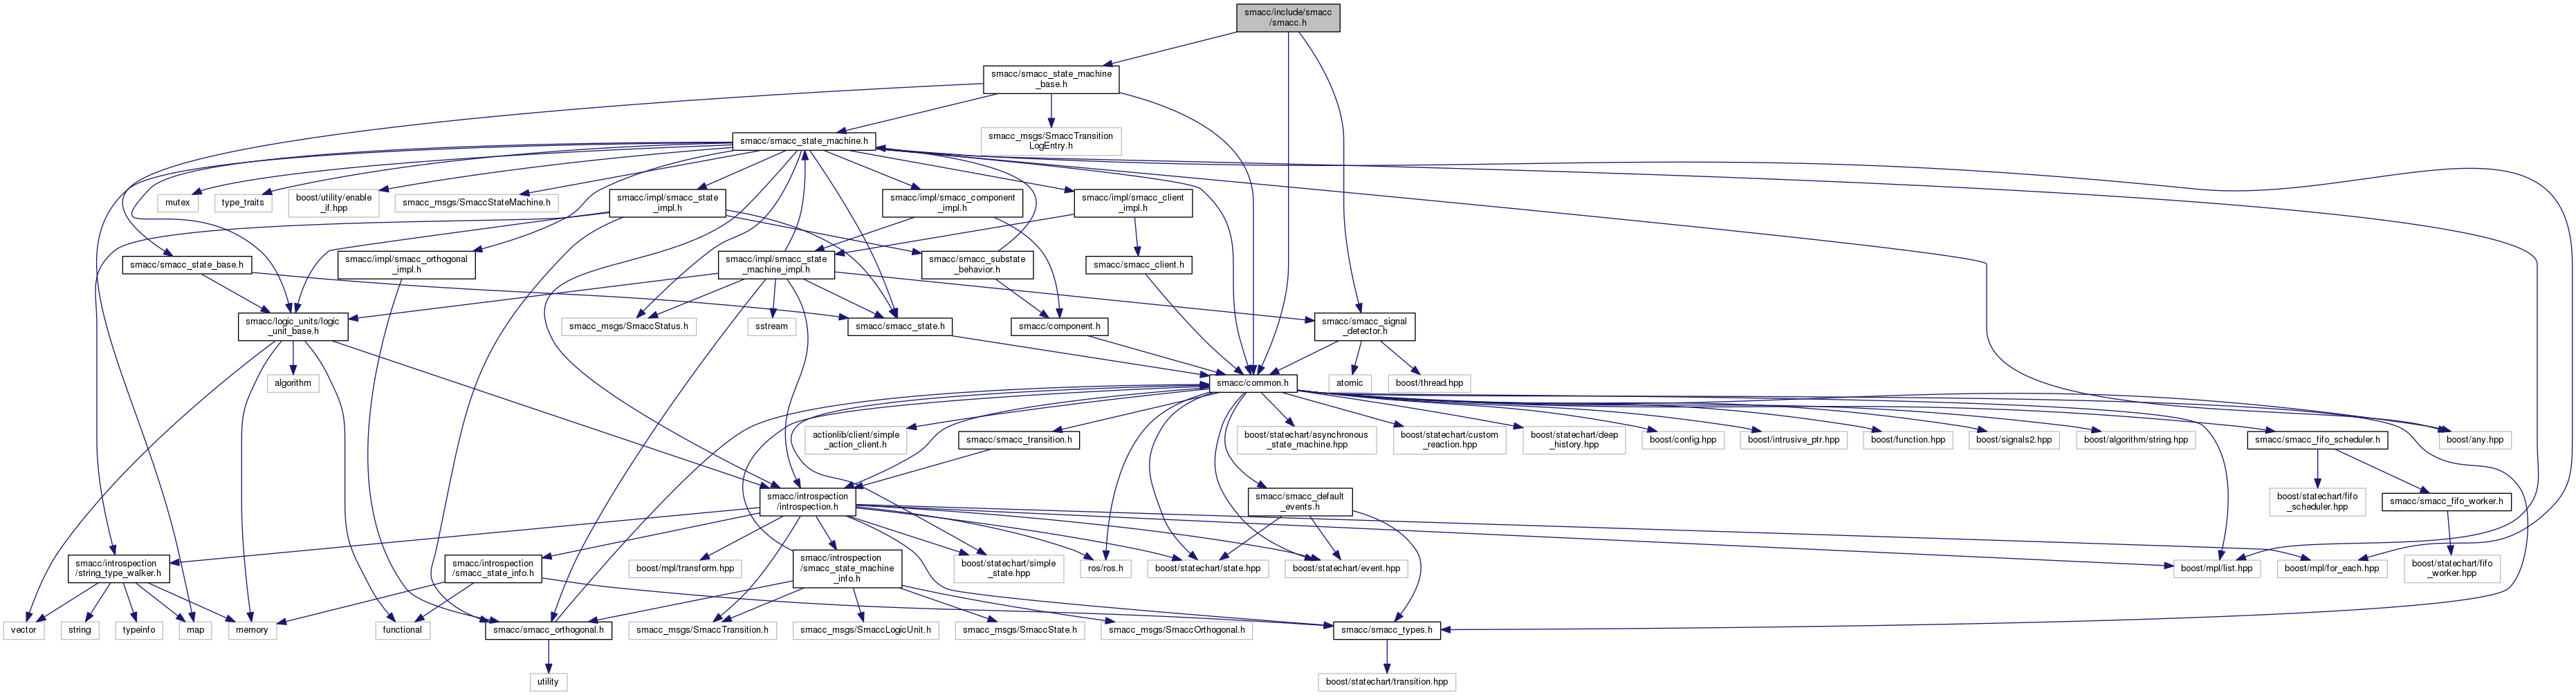 smacc/include/smacc
/smacc.h
smacc/smacc_state_machine
_base.h
smacc/smacc_state_machine.h
smacc_msgs/SmaccTransition
LogEntry.h
mutex
type_traits
boost/utility/enable
_if.hpp
smacc_msgs/SmaccStateMachine.h
smacc/impl/smacc_state
_impl.h
smacc/impl/smacc_component
_impl.h
smacc/impl/smacc_client
_impl.h
smacc/smacc_state_base.h
smacc/impl/smacc_orthogonal
_impl.h
smacc/impl/smacc_state
_machine_impl.h
smacc/smacc_substate
_behavior.h
smacc/smacc_client.h
smacc/logic_units/logic
_unit_base.h
smacc_msgs/SmaccStatus.h
sstream
smacc/smacc_state.h
smacc/component.h
smacc/smacc_signal
_detector.h
algorithm
smacc/common.h
atomic
boost/thread.hpp
actionlib/client/simple
_action_client.h
smacc/smacc_transition.h
boost/statechart/asynchronous
_state_machine.hpp
boost/statechart/custom
_reaction.hpp
boost/statechart/deep
_history.hpp
boost/config.hpp
boost/intrusive_ptr.hpp
boost/function.hpp
boost/signals2.hpp
boost/algorithm/string.hpp
smacc/smacc_fifo_scheduler.h
boost/any.hpp
smacc/introspection
/introspection.h
smacc/smacc_default
_events.h
boost/statechart/fifo
_scheduler.hpp
smacc/smacc_fifo_worker.h
smacc/introspection
/string_type_walker.h
smacc/introspection
/smacc_state_info.h
boost/mpl/transform.hpp
smacc/introspection
/smacc_state_machine
_info.h
boost/statechart/simple
_state.hpp
ros/ros.h
boost/statechart/state.hpp
boost/statechart/event.hpp
boost/mpl/list.hpp
boost/mpl/for_each.hpp
boost/statechart/fifo
_worker.hpp
vector
string
typeinfo
map
memory
functional
smacc/smacc_orthogonal.h
smacc_msgs/SmaccTransition.h
smacc_msgs/SmaccLogicUnit.h
smacc_msgs/SmaccState.h
smacc_msgs/SmaccOrthogonal.h
smacc/smacc_types.h
utility
boost/statechart/transition.hpp